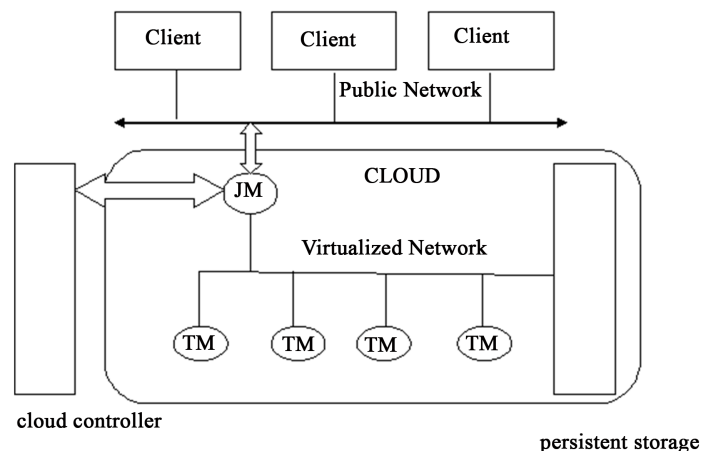 Client
Client
Client
Public Network
JM
CLOUD
Virtualized Network
TM
TM
TM
TM
cloud controller
persistent storage